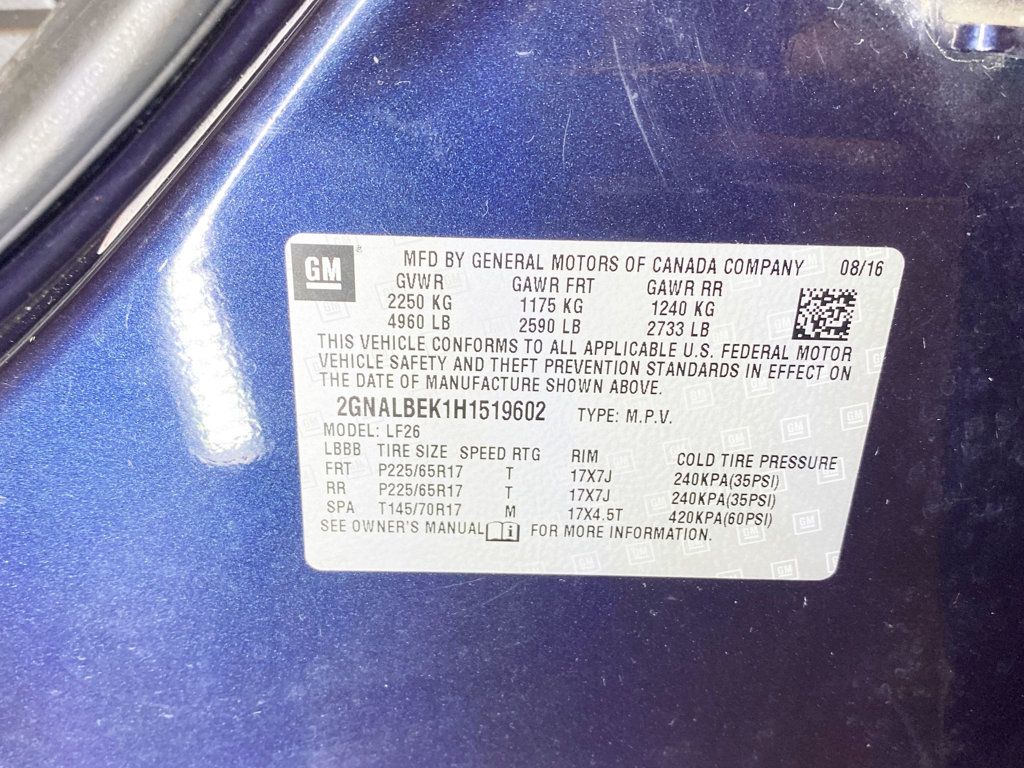 GM
MFD BY GENERAL MOTORS OF CANADA COMPANY 08/16
GVWR GAWR FRT GAWR RR
2250 KG 1175 KG 1240 KG
4960 LB 2590 LB 2733 LB
THIS VEHICLE CONFORMS TO ALL APPLICABLE U.S. FEDERAL MOTOR
VEHICLE SAFETY AND THEFT PREVENTION STANDARDS IN EFFECT ON
THE DATE OF MANUFACTURE SHOWN ABOVE.
2GNALBEK1H1519602 TYPE: M.P.V.
MODEL: LF26
LBBB TIRE SIZE SPEED RTG RIM COLD TIRE PRESSURE
FRT P225/65R17 T 17X7J 240KPA(35PSI)
RR P225/65R17 T 17X7J 240KPA(35PSI)
SPA T145/70R17 M 17X4.5T 420KPA(60PSI)
SEE OWNER'S MANUAL i FOR MORE INFORMATION.